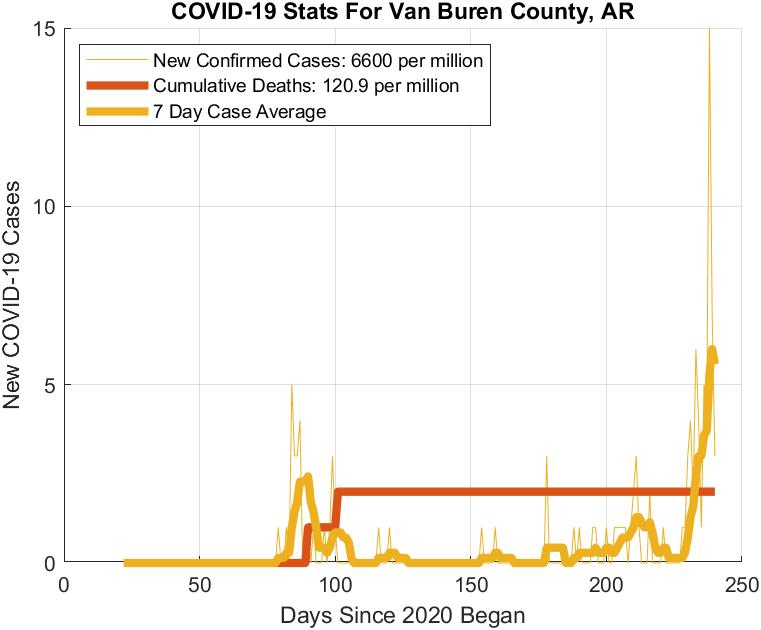 COVID-19 Stats For Van Buren County, AR
New Confirmed Cases: 6600 per million
Cumulative Deaths: 120.9 per million
7 Day Case Average
New COVID-19 Cases
15
10
5
0
0 50 100 150 200 250
Days Since 2020 Began